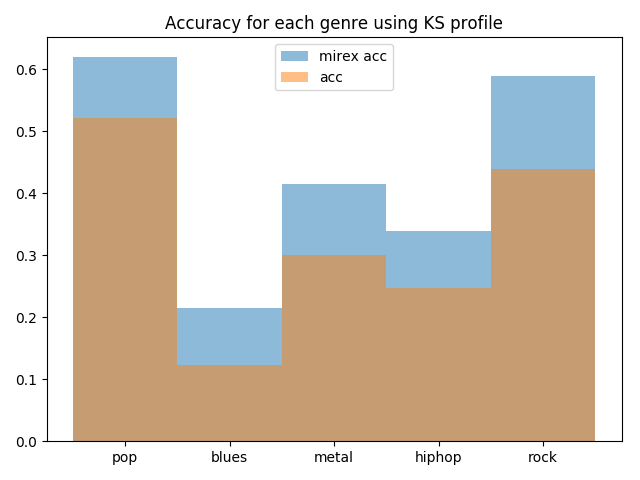 Accuracy for each genre using KS profile
mirex acc
acc
0.6
0.5
0.4
0.3
0.2
0.1
0.0
pop blues metal hiphop rock